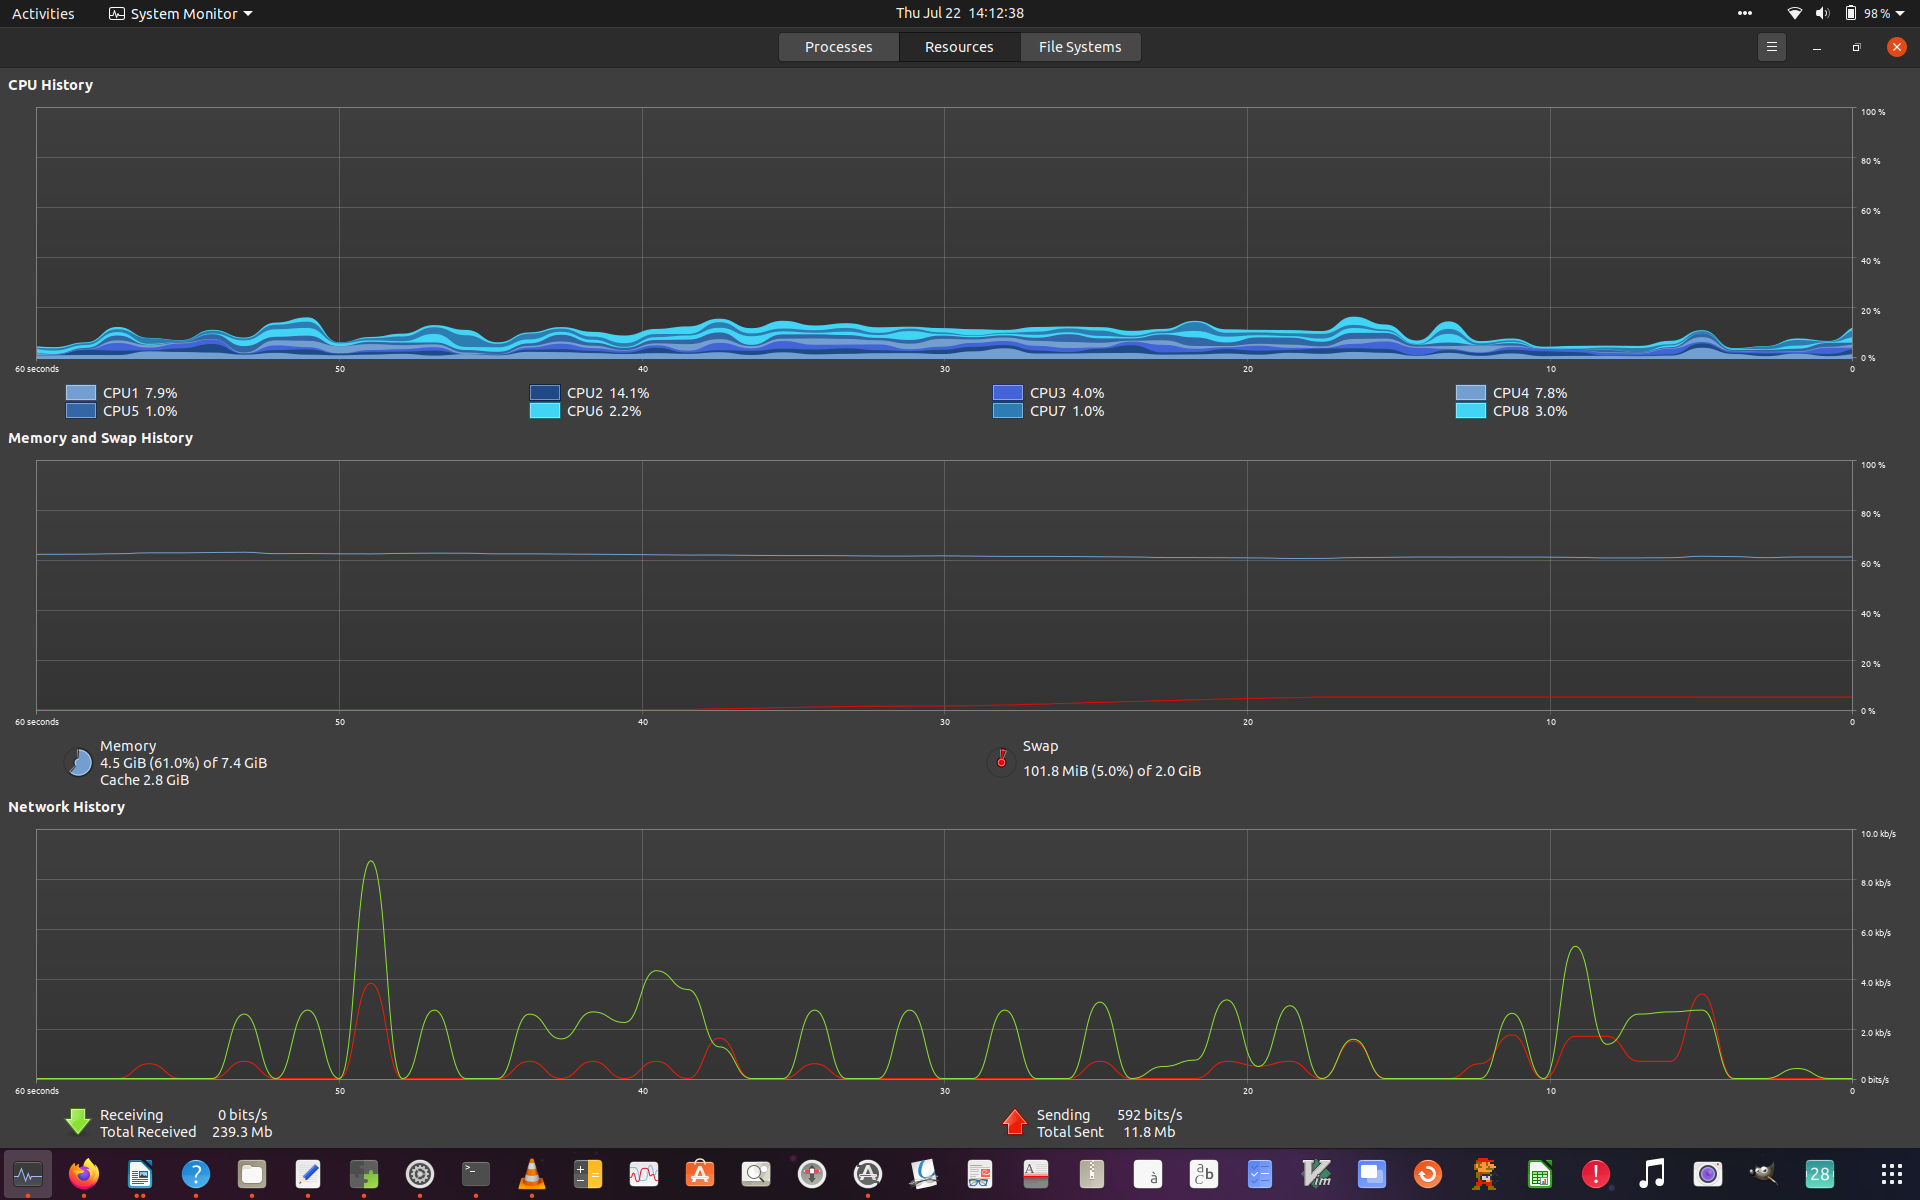 Activities System Monitor Thu Jul 22 14:12:38 98 %
Processes Resources File Systems
CPU History
100 %
80 %
60 %
40 %
20 %
0 %
60 seconds 50 40 30 20 10 0
CPU1 7.9% CPU2 14.1% CPU3 4.0% CPU4 7.8%
CPU5 1.0% CPU6 2.2% CPU7 1.0% CPU8 3.0%
Memory and Swap History
100 %
80 %
60 %
40 %
20 %
0 %
60 seconds 50 40 30 20 10 0
Memory Swap
4.5 GiB (61.0%) of 7.4 GiB 101.8 MiB (5.0%) of 2.0 GiB
Cache 2.8 GiB
Network History
10.0 kb/s
8.0 kb/s
6.0 kb/s
4.0 kb/s
2.0 kb/s
0 bits/s
60 seconds 50 40 30 20 10 0
Receiving 0 bits/s Sending 592 bits/s
Total Received 239.3 Mb Total Sent 11.8 Mb
? >_ A A à a b c Vim ! 28